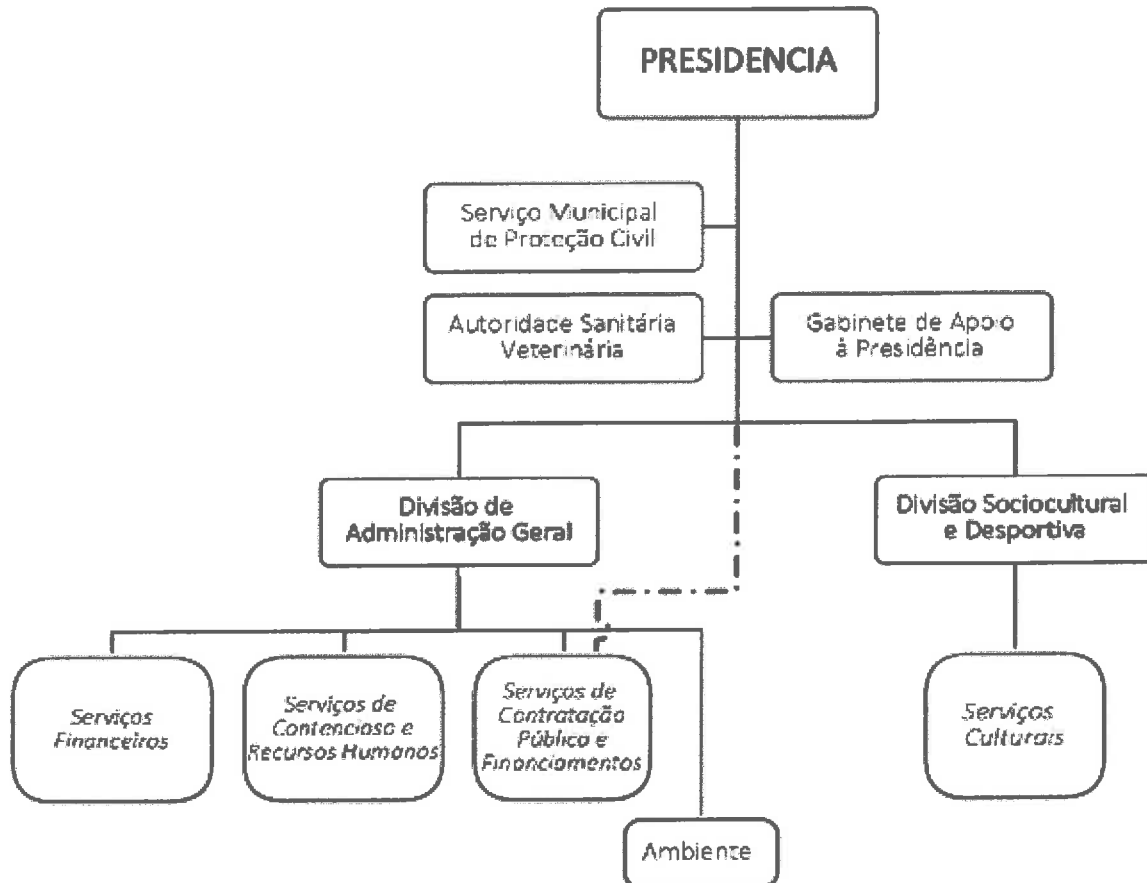 PRESIDENCIA
Serviço Municipal
de Proteção Civil
Autoridade Sanitária
Veterinária
Gabinete de Apoio
à Presidência
Divisão de
Administração Geral
Divisão Sociocultural
e Desportiva
Serviços
Financeiros
Serviços de
Contencioso e
Recursos Humanos
Serviços de
Contratação
Pública e
Financiamentos
Serviços
Culturais
Ambiente